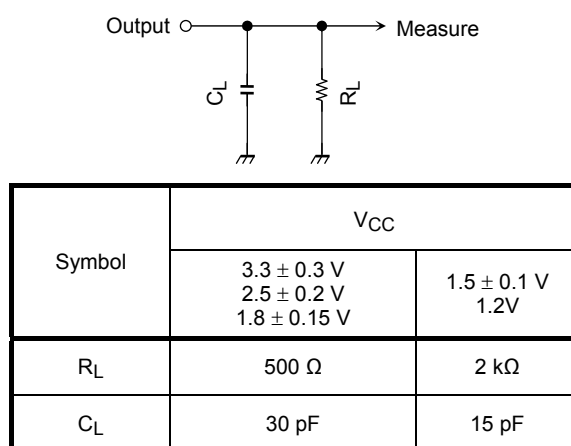 Output Measure
CL RL
Symbol VCC
3.3 ± 0.3 V
2.5 ± 0.2 V
1.8 ± 0.15 V
1.5 ± 0.1 V
1.2V
RL 500 Ω 2 kΩ
CL 30 pF 15 pF